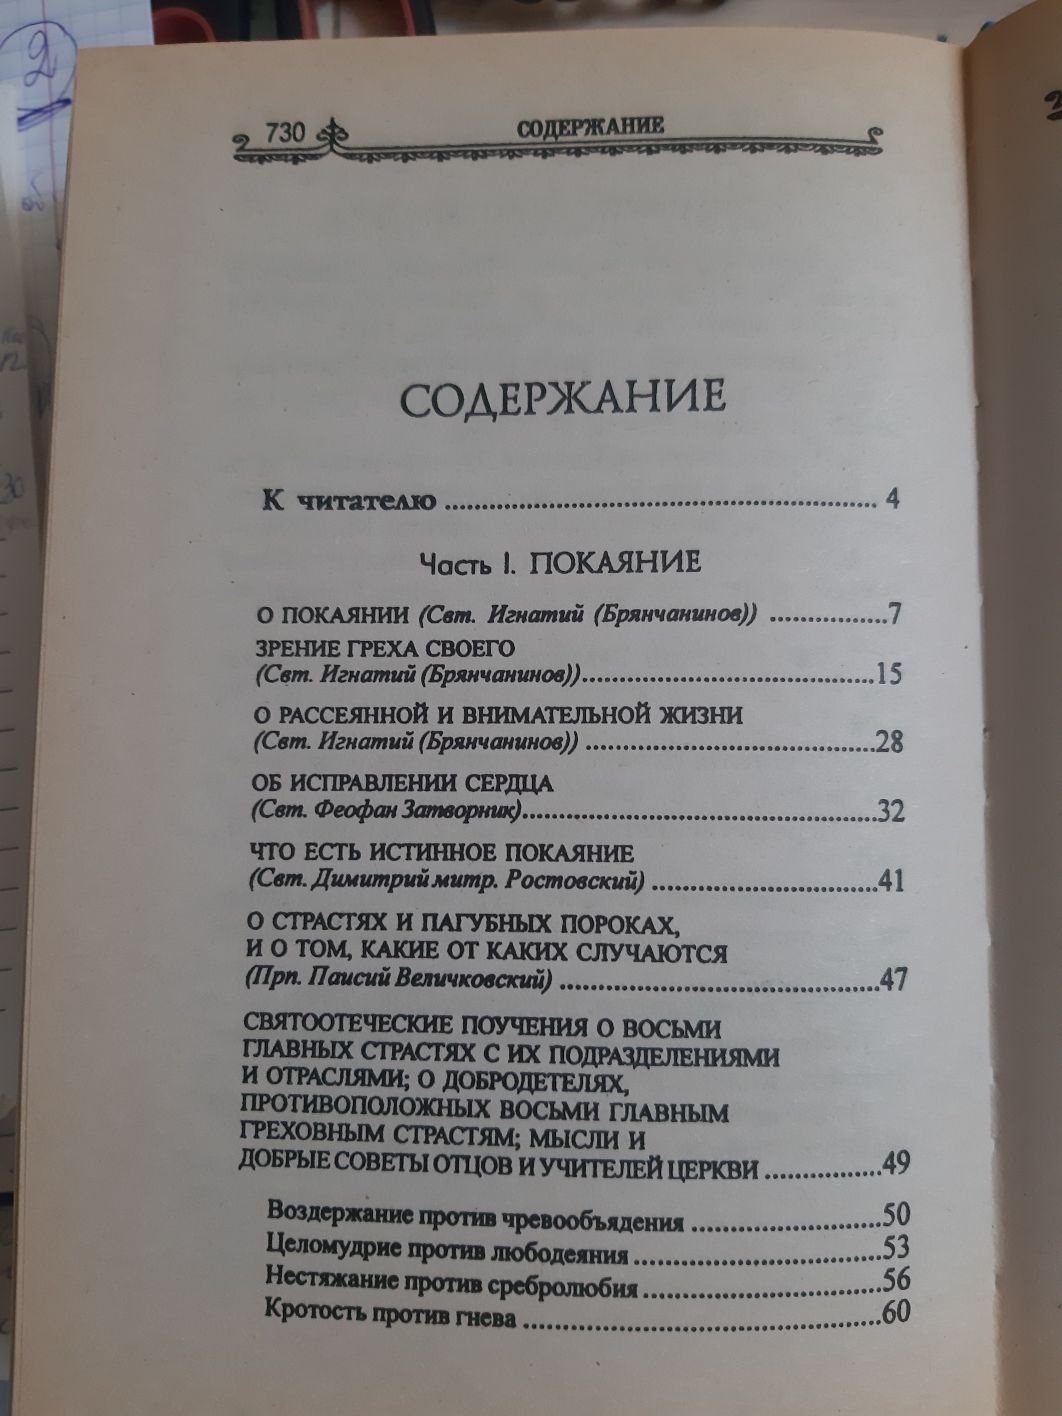 730 СОДЕРЖАНИЕ
СОДЕРЖАНИЕ
К читателю ........ 4
Часть I. ПОКАЯНИЕ
О ПОКАЯНИИ (Свт. Игнатий (Брянчанинов)) ........ 7
ЗРЕНИЕ ГРЕХА СВОЕГО
(Свт. Игнатий (Брянчанинов)) ........ 15
О РАССЕЯННОЙ И ВНИМАТЕЛЬНОЙ ЖИЗНИ
(Свт. Игнатий (Брянчанинов)) ........ 28
ОБ ИСПРАВЛЕНИИ СЕРДЦА
(Свт. Феофан Затворник) ........ 32
ЧТО ЕСТЬ ИСТИННОЕ ПОКАЯНИЕ
(Свт. Димитрий митр. Ростовский) ........ 41
О СТРАСТЯХ И ПАГУБНЫХ ПОРОКАХ,
И О ТОМ, КАКИЕ ОТ КАКИХ СЛУЧАЮТСЯ
(Прп. Паисий Величковский) ........ 47
СВЯТООТЕЧЕСКИЕ ПОУЧЕНИЯ О ВОСЬМИ
ГЛАВНЫХ СТРАСТЯХ С ИХ ПОДРАЗДЕЛЕНИЯМИ
И ОТРАСЛЯМИ; О ДОБРОДЕТЕЛЯХ,
ПРОТИВОПОЛОЖНЫХ ВОСЬМИ ГЛАВНЫМ
ГРЕХОВНЫМ СТРАСТЯМ; МЫСЛИ И
ДОБРЫЕ СОВЕТЫ ОТЦОВ И УЧИТЕЛЕЙ ЦЕРКВИ ........ 49
Воздержание против чревообъядения ........ 50
Целомудрие против любодеяния ........ 53
Нестяжание против сребролюбия ........ 56
Кротость против гнева ........ 60